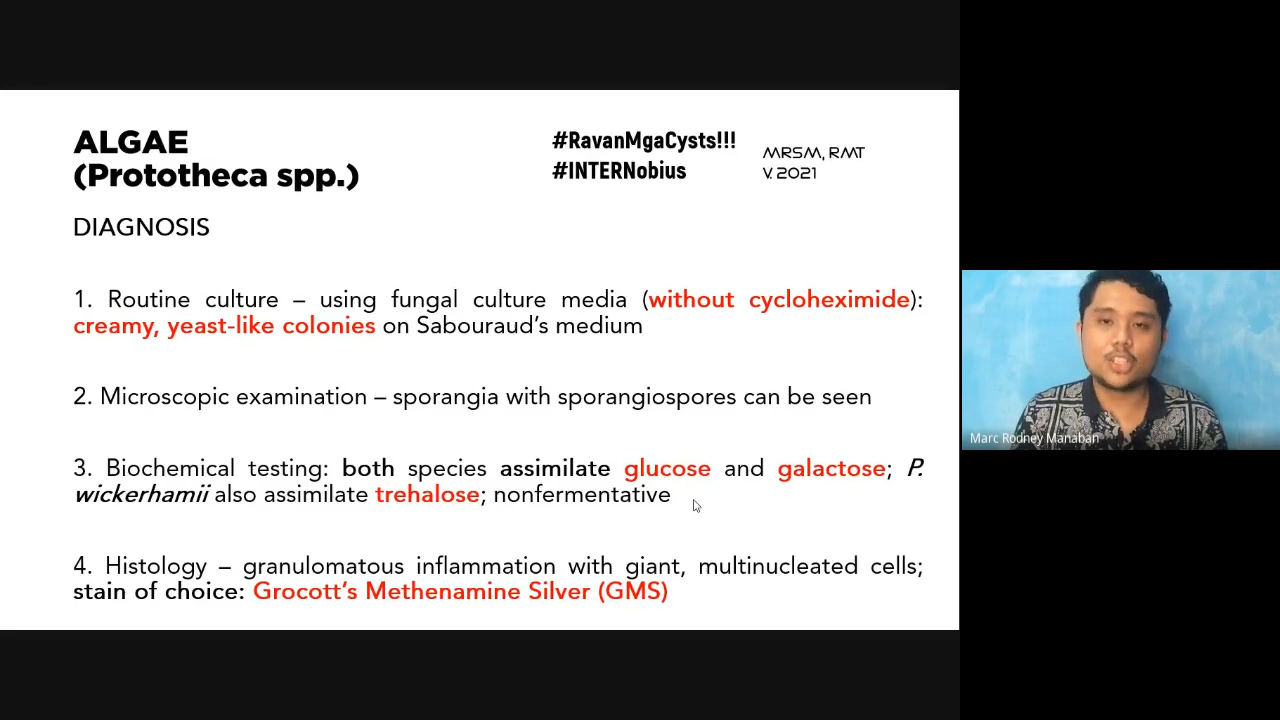 ALGAE
(Prototheca spp.)
#RavanMgaCysts!!!
#INTERNobius
MRSM, RMT
V. 2021
DIAGNOSIS
1. Routine culture – using fungal culture media (without cycloheximide):
creamy, yeast-like colonies on Sabouraud's medium
2. Microscopic examination – sporangia with sporangiospores can be seen
3. Biochemical testing: both species assimilate glucose and galactose; P.
wickerhamii also assimilate trehalose; nonfermentative
4. Histology – granulomatous inflammation with giant, multinucleated cells;
stain of choice: Grocott's Methenamine Silver (GMS)
Marc Rodney Manaban